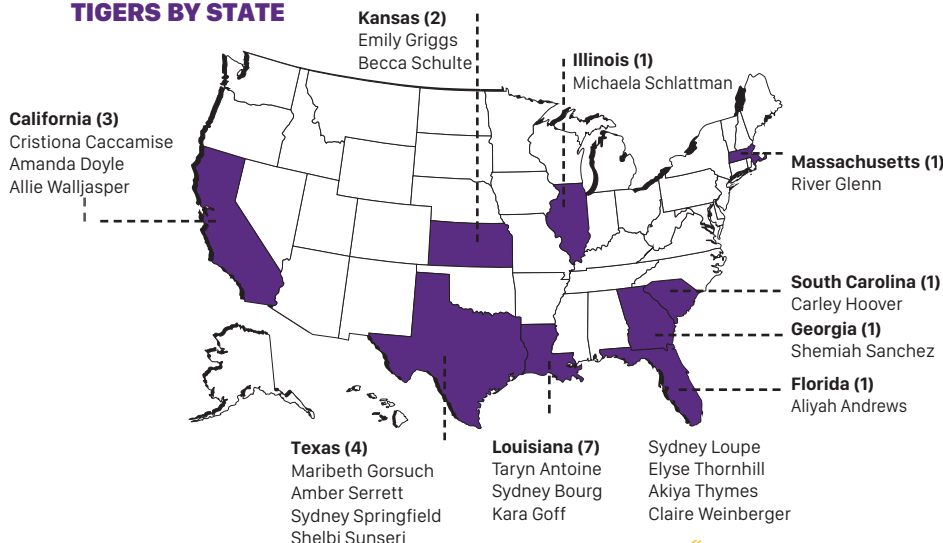 TIGERS BY STATE
Kansas (2)
Emily Griggs
Becca Schulte
Illinois (1)
Michaela Schlattman
California (3)
Cristiona Caccamise
Amanda Doyle
Allie Walljasper
Massachusetts (1)
River Glenn
South Carolina (1)
Carley Hoover
Georgia (1)
Shemiah Sanchez
Florida (1)
Aliyah Andrews
Texas (4)
Maribeth Gorsuch
Amber Serrett
Sydney Springfield
Shelbi Sunseri
Louisiana (7)
Taryn Antoine
Sydney Bourg
Kara Goff
Sydney Loupe
Elyse Thornhill
Akiya Thymes
Claire Weinberger